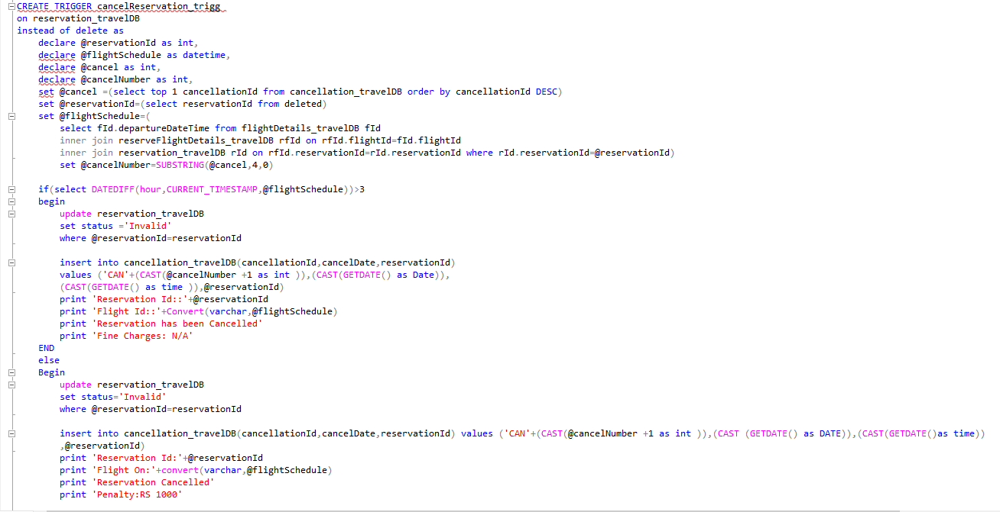 CREATE TRIGGER cancelReservation_trigg
on reservation_travelDB
instead of delete as
declare @reservationId as int,
declare @flightSchedule as datetime,
declare @cancel as int,
declare @cancelNumber as int,
set @cancel =(select top 1 cancellationId from cancellation_travelDB order by cancellationId DESC)
set @reservationId=(select reservationId from deleted)
set @flightSchedule=(
select fId.departureDateTime from flightDetails_travelDB fId
inner join reserveFlightDetails_travelDB rfId on rfId.flightId=fId.flightId
inner join reservation_travelDB rId on rfId.reservationId=rId.reservationId where rId.reservationId=@reservationId)
set @cancelNumber=SUBSTRING(@cancel,4,0)
if(select DATEDIFF(hour,CURRENT_TIMESTAMP,@flightSchedule))>3
begin
update reservation_travelDB
set status ='Invalid'
where @reservationId=reservationId
insert into cancellation_travelDB(cancellationId,cancelDate,reservationId)
values ('CAN'+(CAST(@cancelNumber +1 as int )),(CAST(GETDATE() as Date)),
(CAST(GETDATE() as time )),@reservationId)
print 'Reservation Id::'+@reservationId
print 'Flight Id::'+Convert(varchar,@flightSchedule)
print 'Reservation has been Cancelled'
print 'Fine Charges: N/A'
END
else
Begin
update reservation_travelDB
set status='Invalid'
where @reservationId=reservationId
insert into cancellation_travelDB(cancellationId,cancelDate,reservationId) values ('CAN'+(CAST(@cancelNumber +1 as int )),(CAST (GETDATE() as DATE)),(CAST(GETDATE()as time))
,@reservationId)
print 'Reservation Id:'+@reservationId
print 'Flight On:'+convert(varchar,@flightSchedule)
print 'Reservation Cancelled'
print 'Penalty:RS 1000'